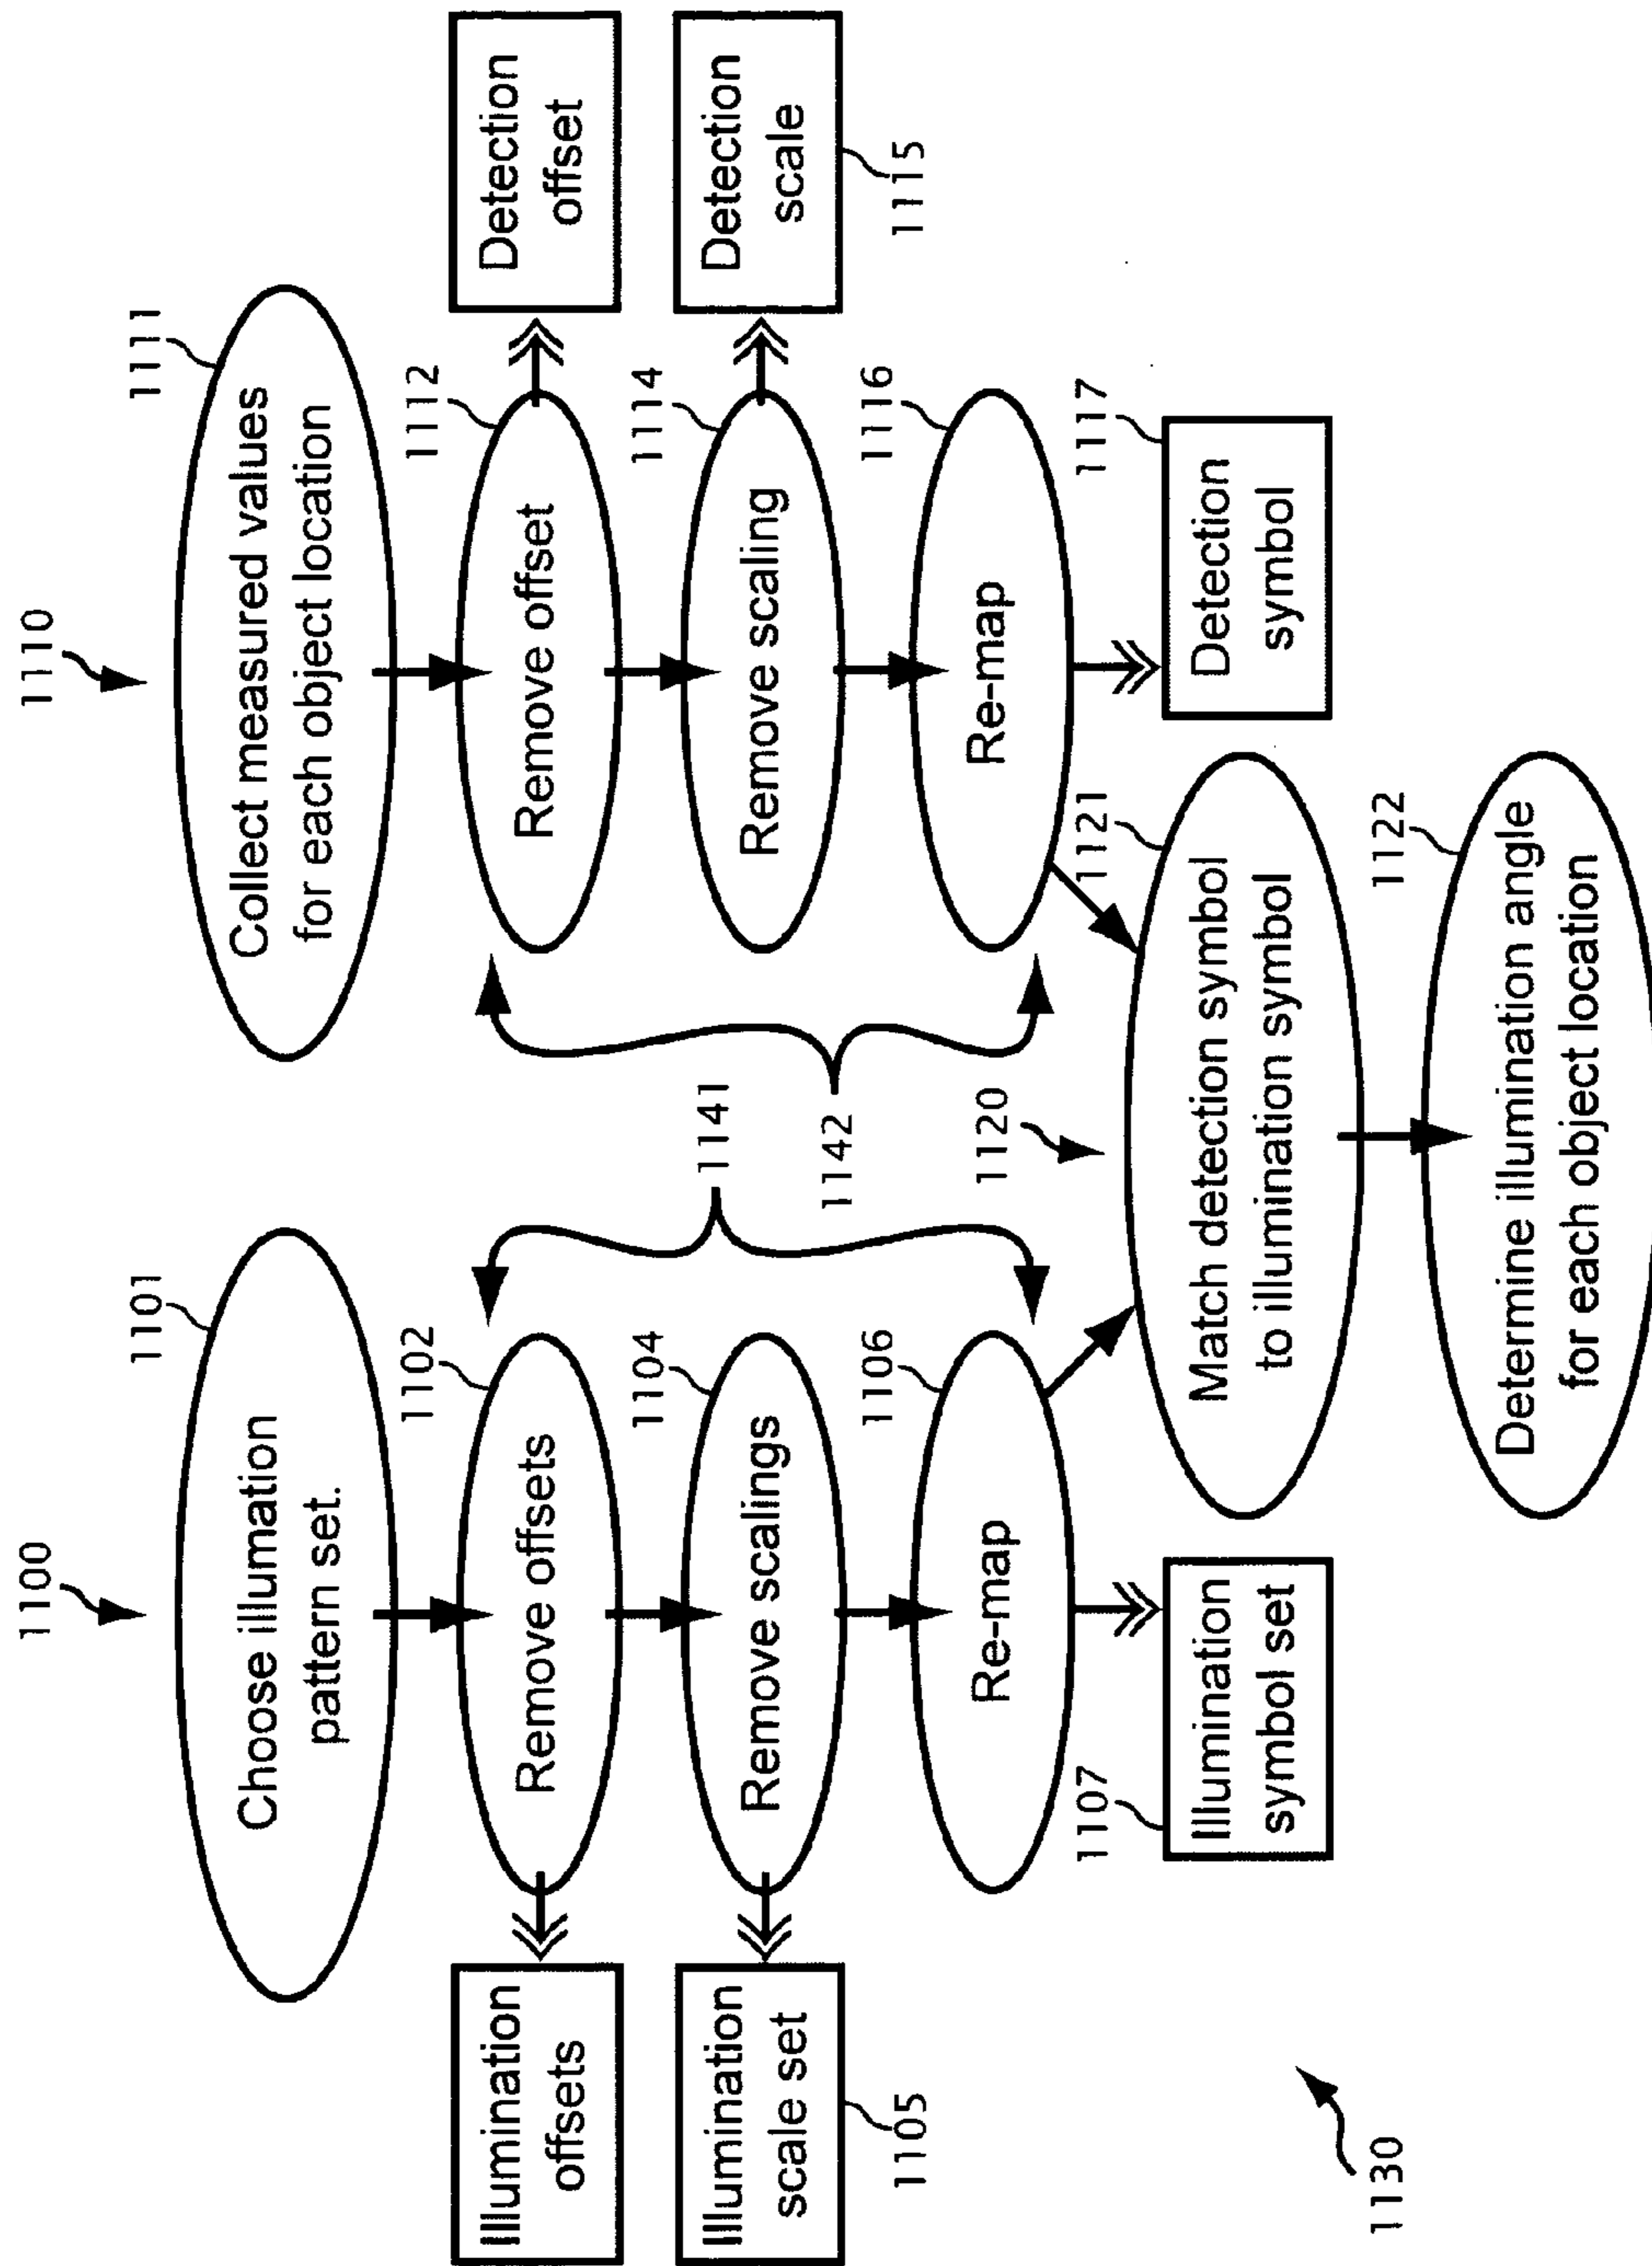 1100
1101
Choose illumation
pattern set.
1102
Remove offsets
Illumination
offsets
1104
Remove scalings
Illumination
scale set
1105
1106
Re-map
1107
Illumination
symbol set
1110
1111
Collect measured values
for each object location
1112
Remove offset
Detection
offset
1114
Remove scaling
Detection
scale
1115
1116
Re-map
1117
Detection
symbol
1141
1142
1120
1121
Match detection symbol
to illumination symbol
1122
Determine illumination angle
for each object location
1130